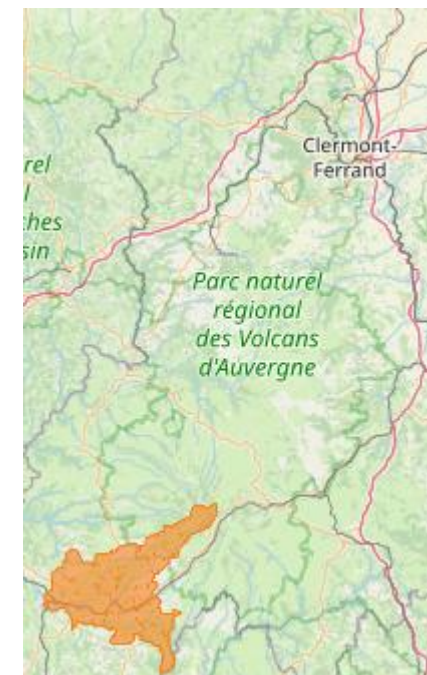 Clermont-
Ferrand
rel
l
ches
sin
Parc naturel
régional
des Volcans
d'Auvergne